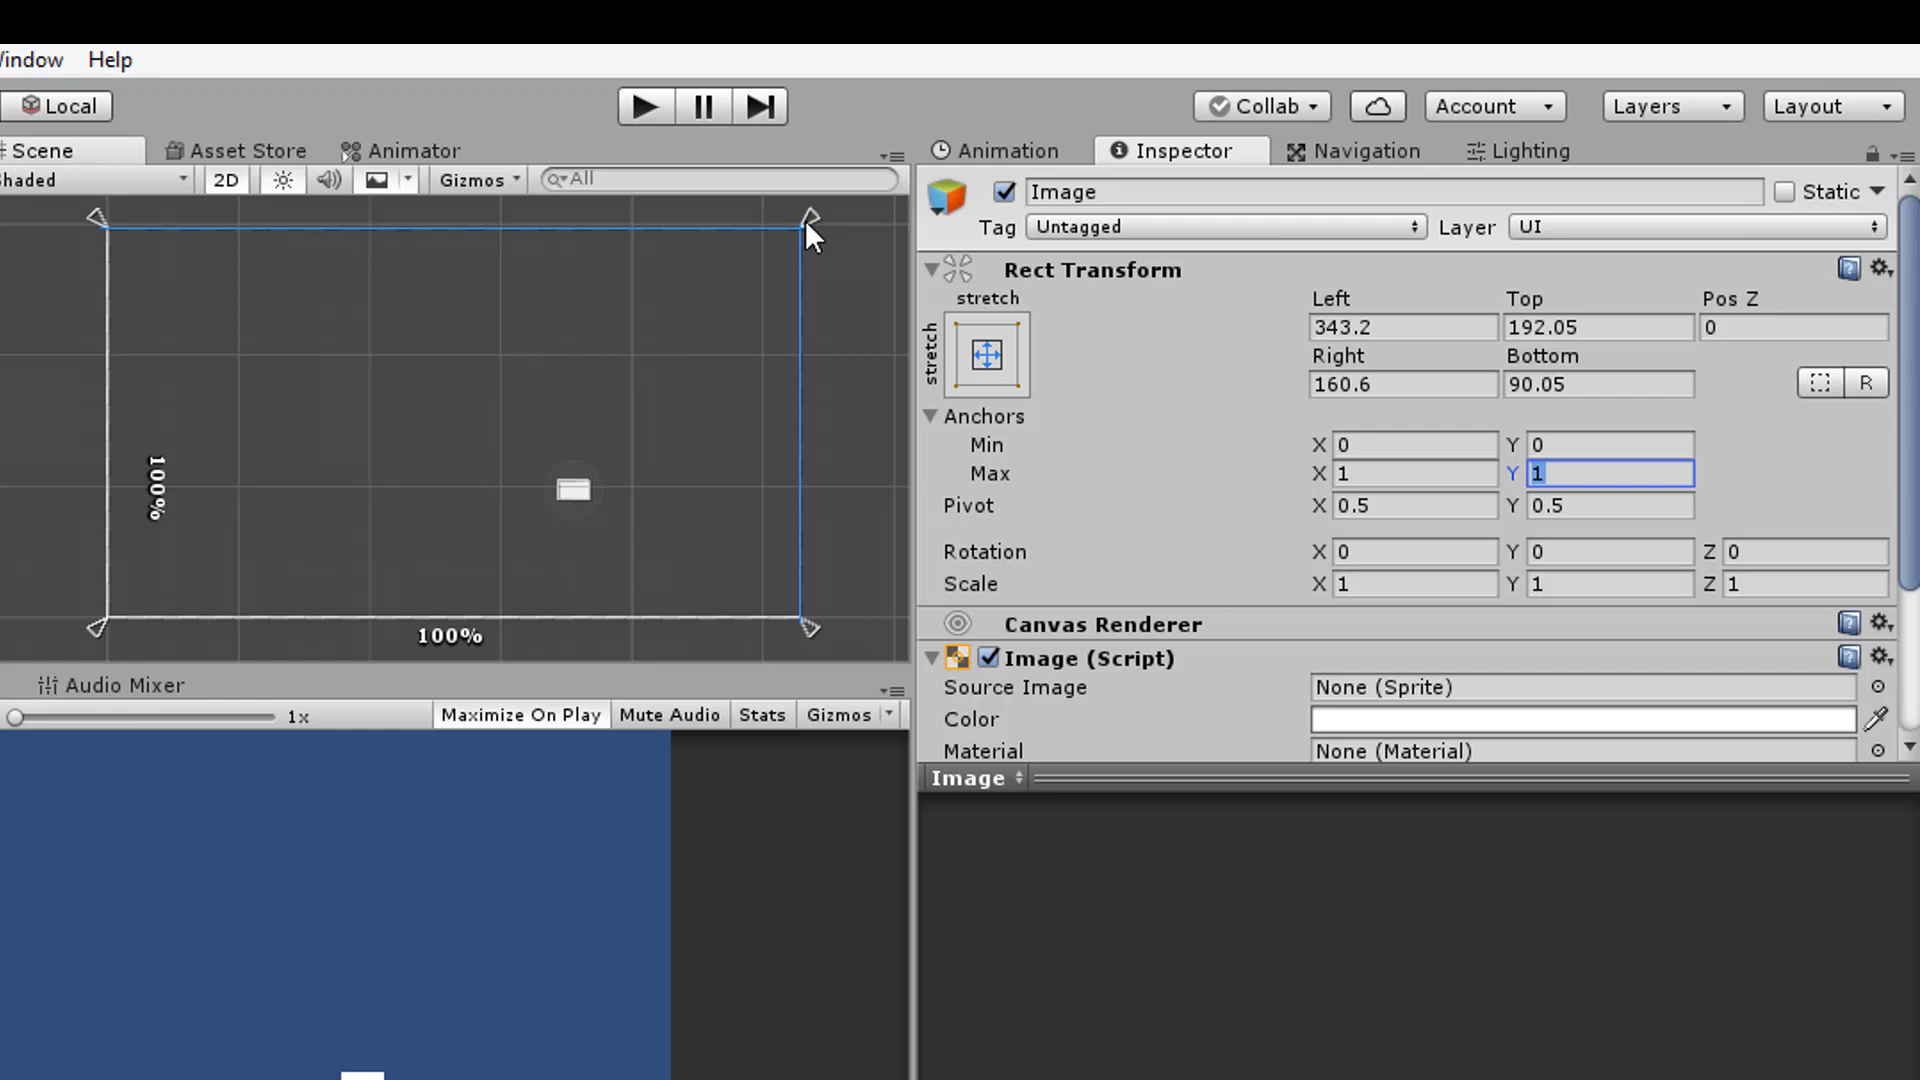 Window Help
Local
Collab Account Layers Layout
Scene Asset Store Animator
Shaded 2D Gizmos All
100%
100%
Audio Mixer
1x Maximize On Play Mute Audio Stats Gizmos
Animation Inspector Navigation Lighting
Image Static
Tag Untagged Layer UI
Rect Transform
stretch Left Top Pos Z
stretch 343.2 192.05 0
Right Bottom
160.6 90.05 R
Anchors
Min X 0 Y 0
Max X 1 Y 1
Pivot X 0.5 Y 0.5
Rotation X 0 Y 0 Z 0
Scale X 1 Y 1 Z 1
Canvas Renderer
Image (Script)
Source Image None (Sprite)
Color
Material None (Material)
Image